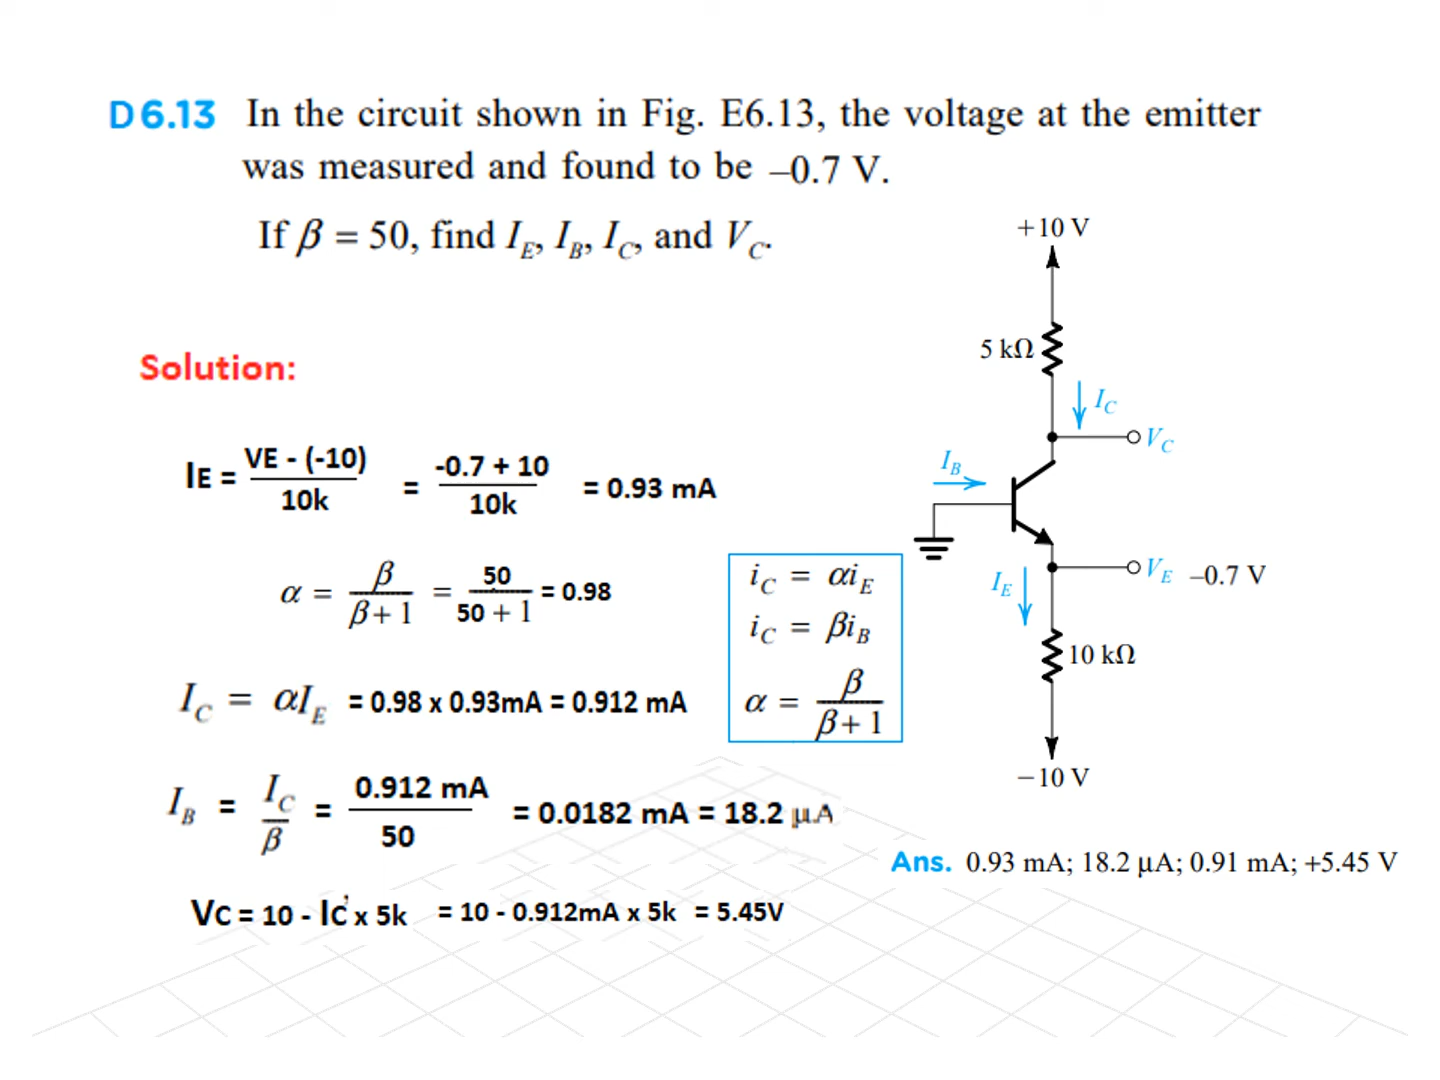 D6.13 In the circuit shown in Fig. E6.13, the voltage at the emitter
was measured and found to be –0.7 V.
If β = 50, find I_E, I_B, I_C, and V_C.
Solution:
IE = VE - (-10) / 10k = -0.7 + 10 / 10k = 0.93 mA
α = β / β + 1 = 50 / 50 + 1 = 0.98
I_C = αI_E = 0.98 x 0.93mA = 0.912 mA
I_B = I_C / β = 0.912 mA / 50 = 0.0182 mA = 18.2 μA
VC = 10 - IC x 5k = 10 - 0.912mA x 5k = 5.45V
i_C = αi_E
i_C = βi_B
α = β / β + 1
+10 V
5 kΩ
I_C
V_C
I_B
V_E –0.7 V
I_E
10 kΩ
−10 V
Ans. 0.93 mA; 18.2 μA; 0.91 mA; +5.45 V